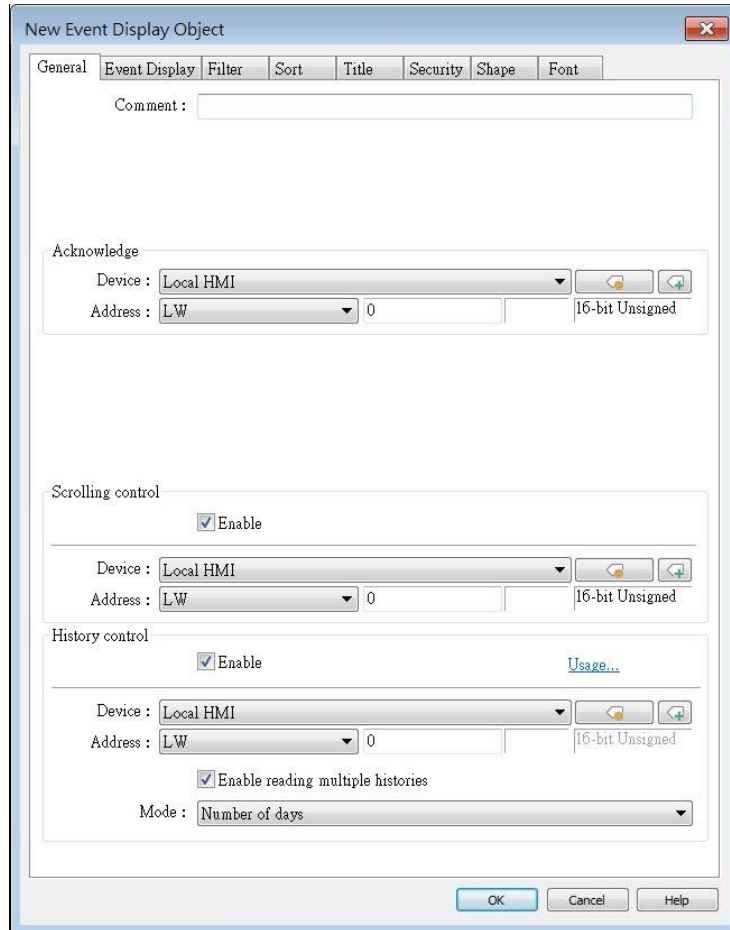 New Event Display Object
General Event Display Filter Sort Title Security Shape Font
Comment :
Acknowledge
Device : Local HMI
Address : LW 0 16-bit Unsigned
Scrolling control
Enable
Device : Local HMI
Address : LW 0 16-bit Unsigned
History control
Enable Usage...
Device : Local HMI
Address : LW 0 16-bit Unsigned
Enable reading multiple histories
Mode : Number of days
OK Cancel Help